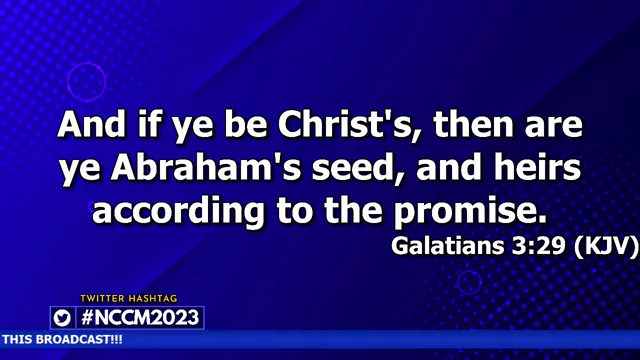 And if ye be Christ's, then are
ye Abraham's seed, and heirs
according to the promise.
Galatians 3:29 (KJV)
TWITTER HASHTAG
#NCCM2023
THIS BROADCAST!!!